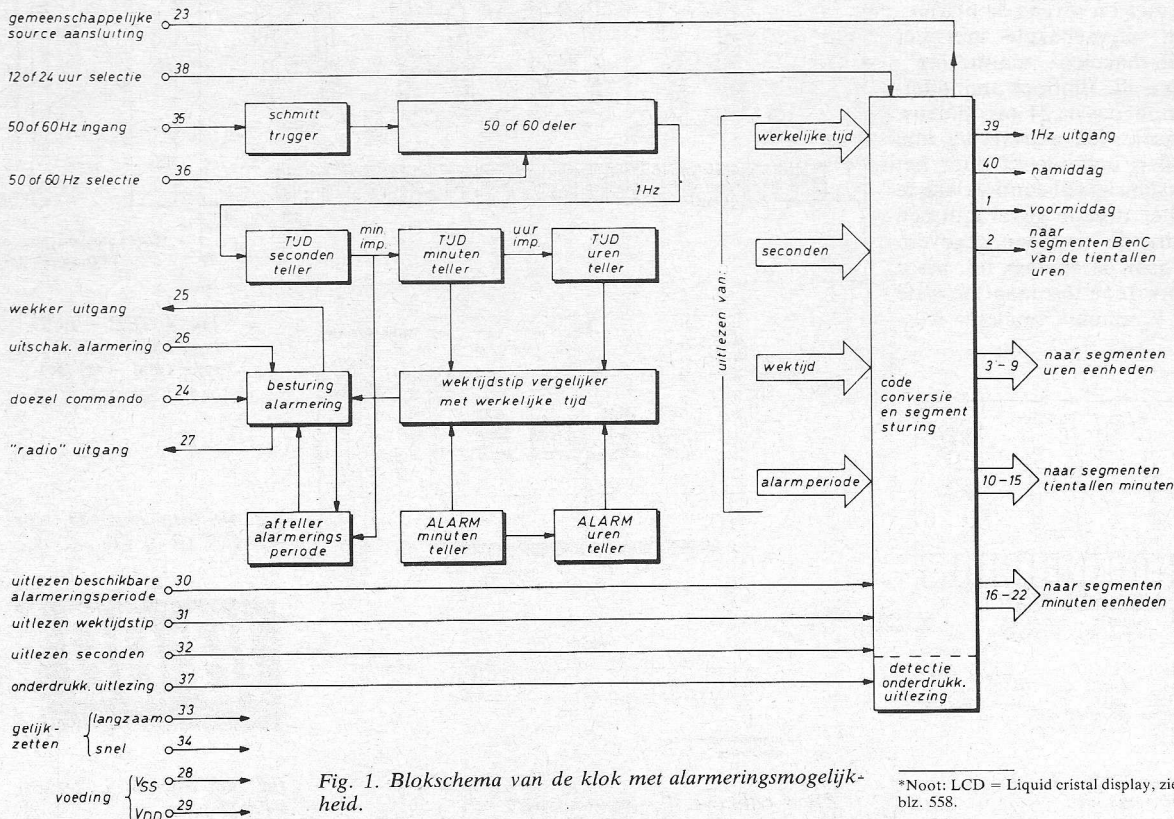 gemeenschappelijke
source aansluiting
23
12 of 24 uur selectie
38
50 of 60Hz ingang
35
schmitt
trigger
50 of 60 deler
50 of 60 Hz selectie
36
1Hz
TIJD
seconden
teller
min.
imp.
TIJD
minuten
teller
uur
imp.
TIJD
uren
teller
wekker uitgang
25
uitschak. alarmering
26
doezel commando
24
"radio" uitgang
27
besturing
alarmering
wektijdstip vergelijker
met werkelijke tijd
afteller
alarmerings
periode
ALARM
minuten
teller
ALARM
uren
teller
uitlezen van:
werkelijke tijd
seconden
wektijd
alarm periode
code
conversie
en segment
sturing
detectie
onderdrukk.
uitlezing
39
1Hz uitgang
40
namiddag
1
voormiddag
2
naar
segmenten B en C
van de tientallen
uren
3 - 9
naar segmenten
uren eenheden
10 - 15
naar segmenten
tientallen minuten
16 - 22
naar segmenten
minuten eenheden
uitlezen beschikbare
alarmeringsperiode
30
uitlezen wektijdstip
31
uitlezen seconden
32
onderdrukk. uitlezing
37
gelijk-
zetten
langzaam
33
snel
34
voeding
VSS
28
VDD
29
Fig. 1. Blokschema van de klok met alarmeringsmogelijk-
heid.
*Noot: LCD = Liquid cristal display, zie
blz. 558.